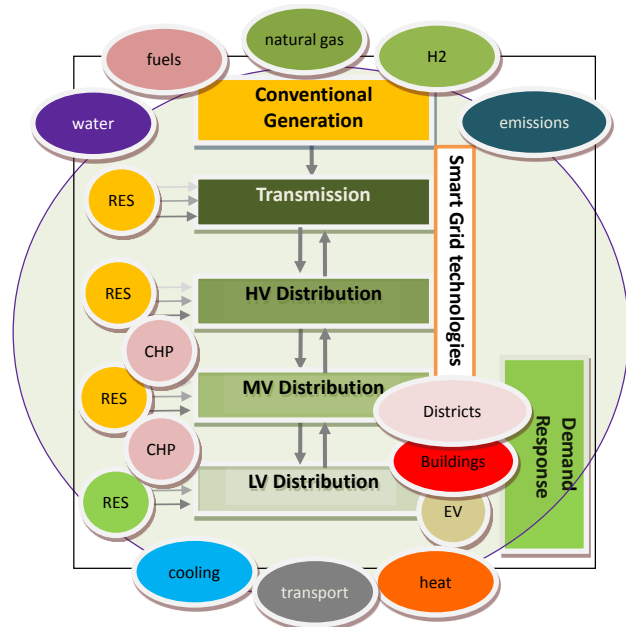 natural gas
fuels
H2
Conventional
Generation
water
emissions
Smart Grid technologies
RES
Transmission
RES
HV Distribution
CHP
RES
MV Distribution
Districts
Demand
Response
CHP
Buildings
RES
LV Distribution
EV
cooling
transport
heat